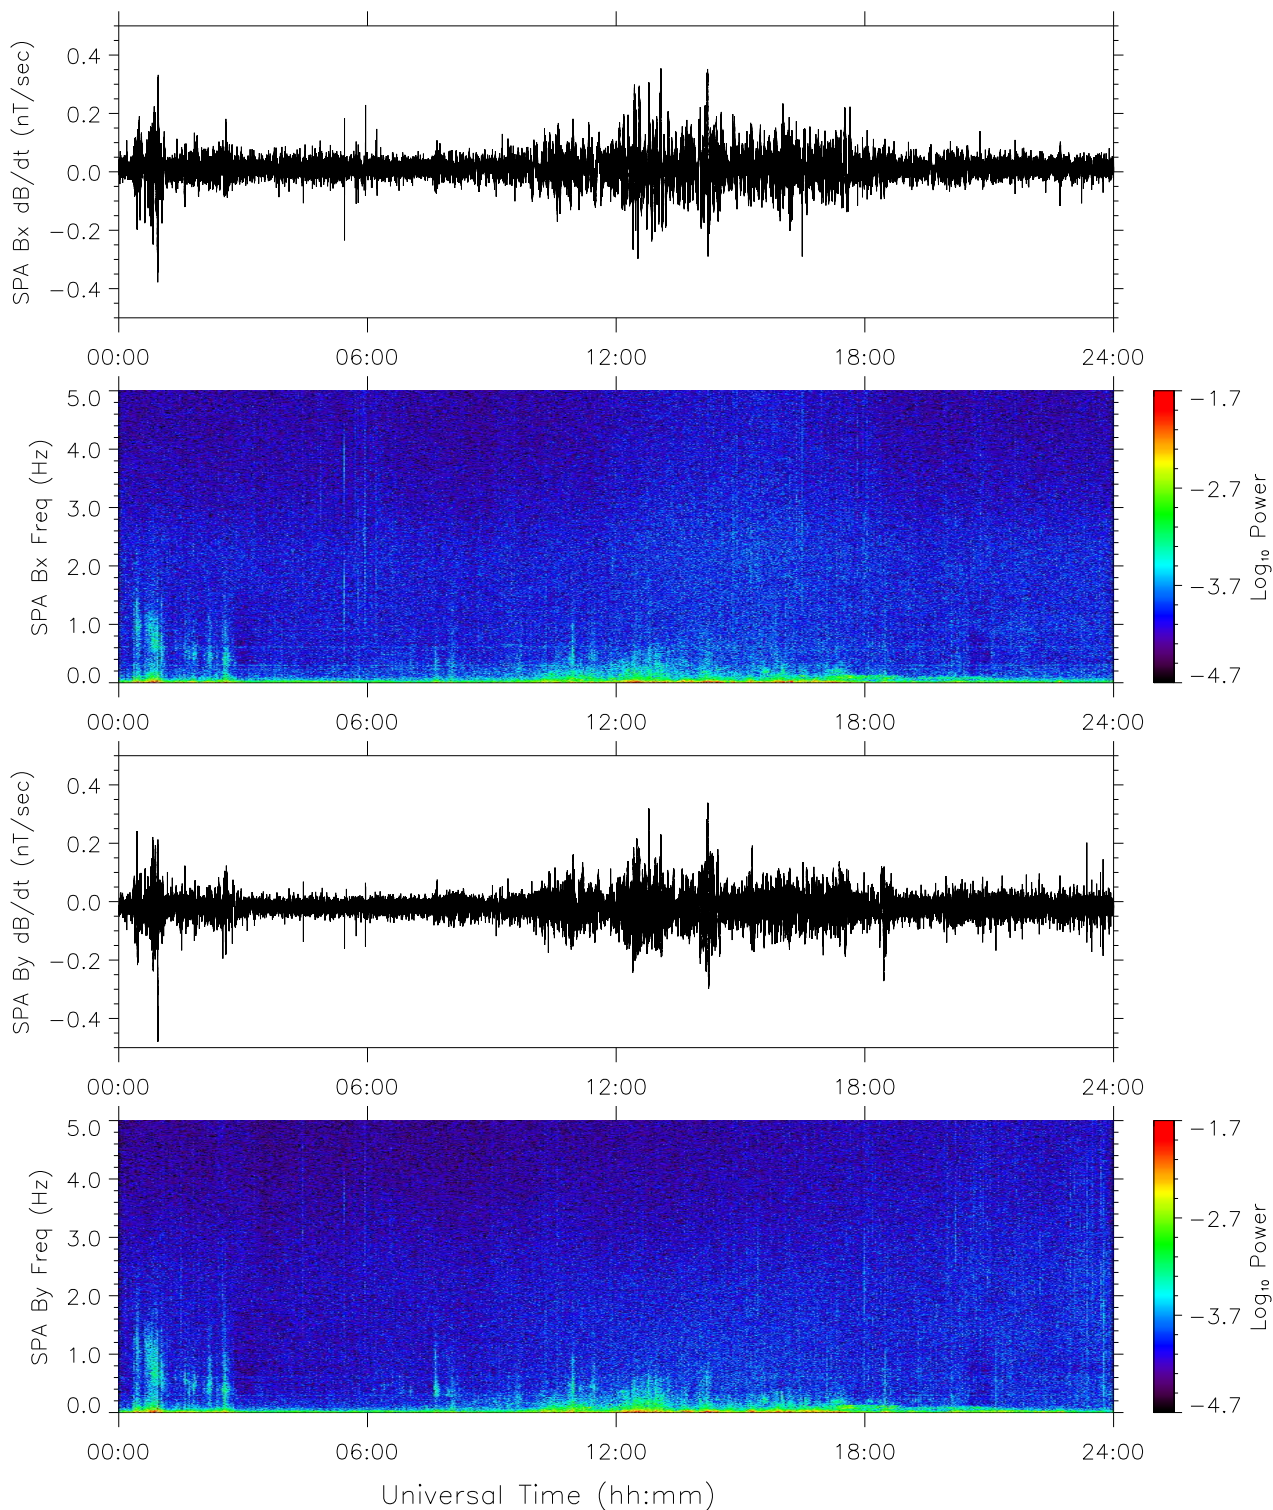 SPA Bx dB/dt (nT/sec)
0.4
0.2
0.0
−0.2
−0.4
00:00 06:00 12:00 18:00 24:00
SPA Bx Freq (Hz)
5.0
4.0
3.0
2.0
1.0
0.0
−1.7
−2.7
−3.7
−4.7
Log₁₀ Power
00:00 06:00 12:00 18:00 24:00
SPA By dB/dt (nT/sec)
0.4
0.2
0.0
−0.2
−0.4
00:00 06:00 12:00 18:00 24:00
SPA By Freq (Hz)
5.0
4.0
3.0
2.0
1.0
0.0
−1.7
−2.7
−3.7
−4.7
Log₁₀ Power
00:00 06:00 12:00 18:00 24:00
Universal Time (hh:mm)